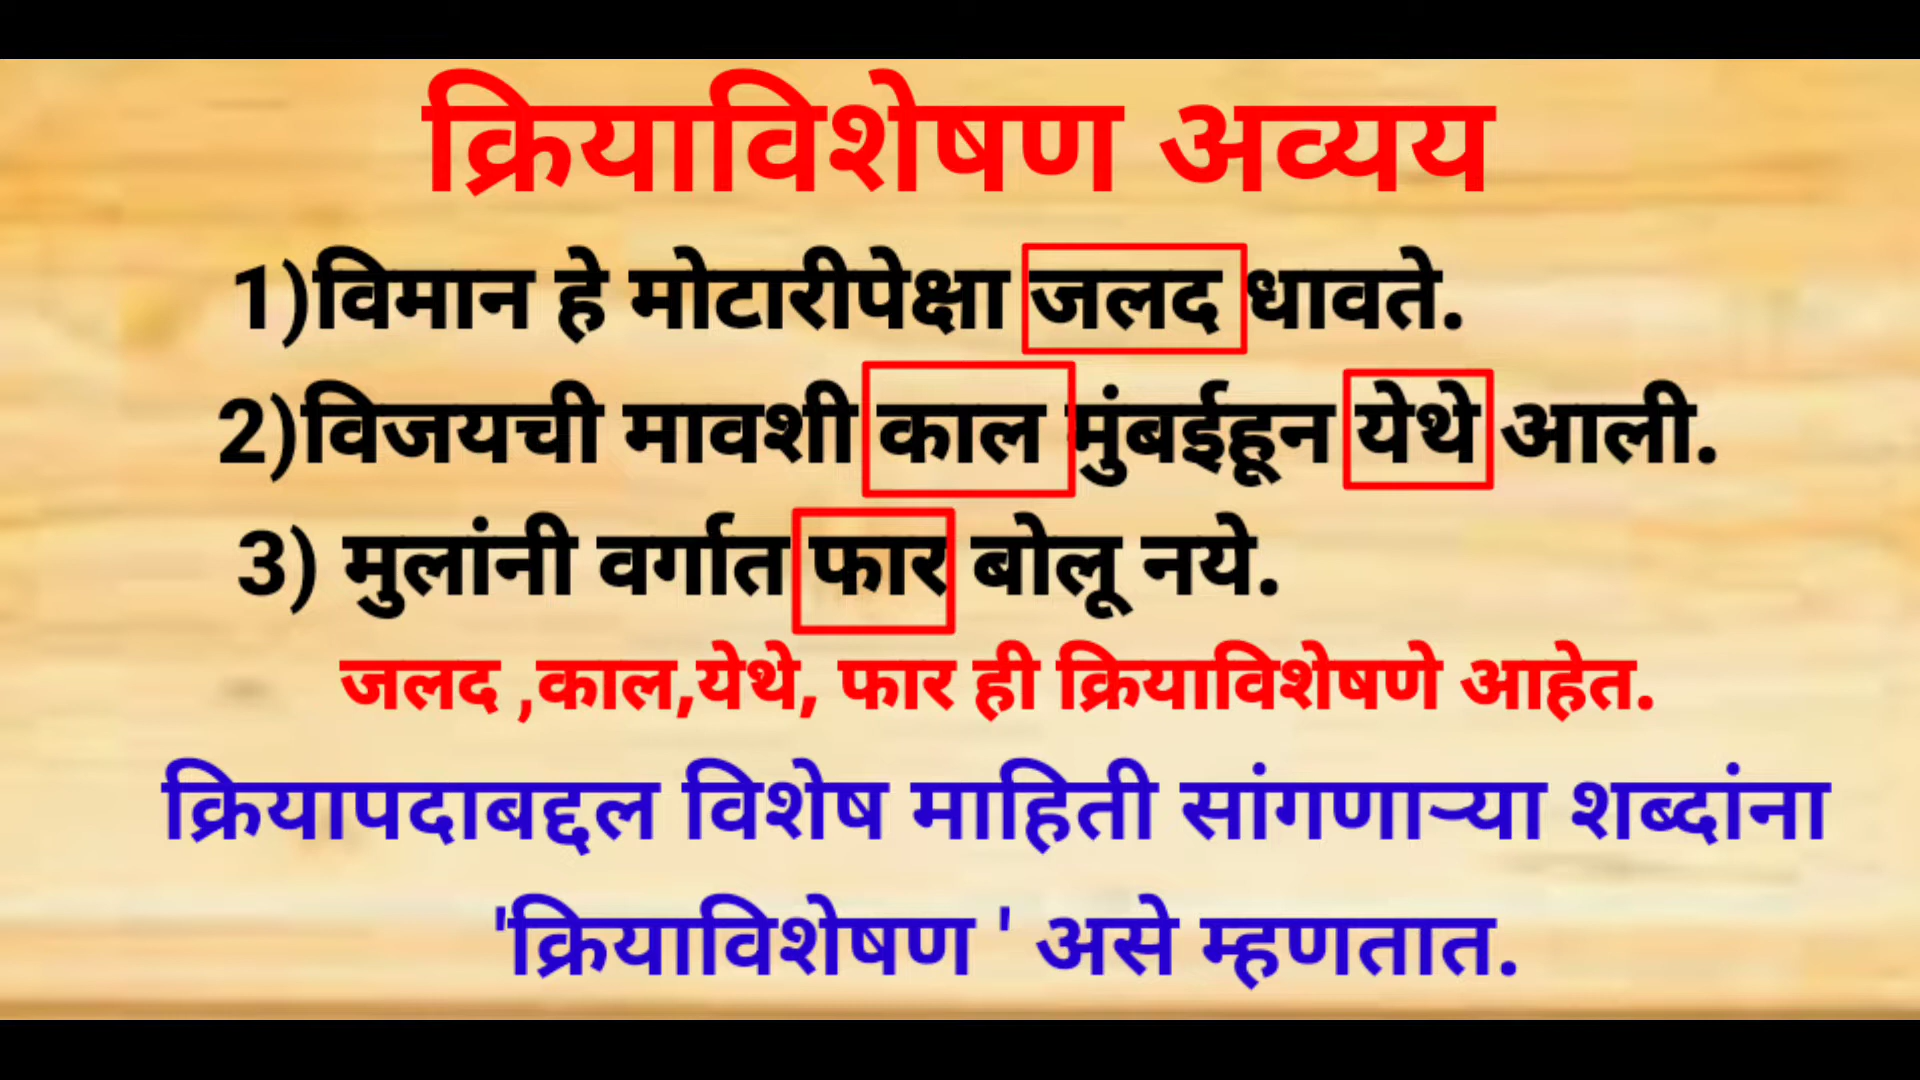 क्रियाविशेषण अव्यय
1)विमान हे मोटारीपेक्षा जलद धावते.
2)विजयची मावशी काल मुंबईहून येथे आली.
3) मुलांनी वर्गात फार बोलू नये.
जलद ,काल,येथे, फार ही क्रियाविशेषणे आहेत.
क्रियापदाबद्दल विशेष माहिती सांगणाऱ्या शब्दांना
'क्रियाविशेषण ' असे म्हणतात.